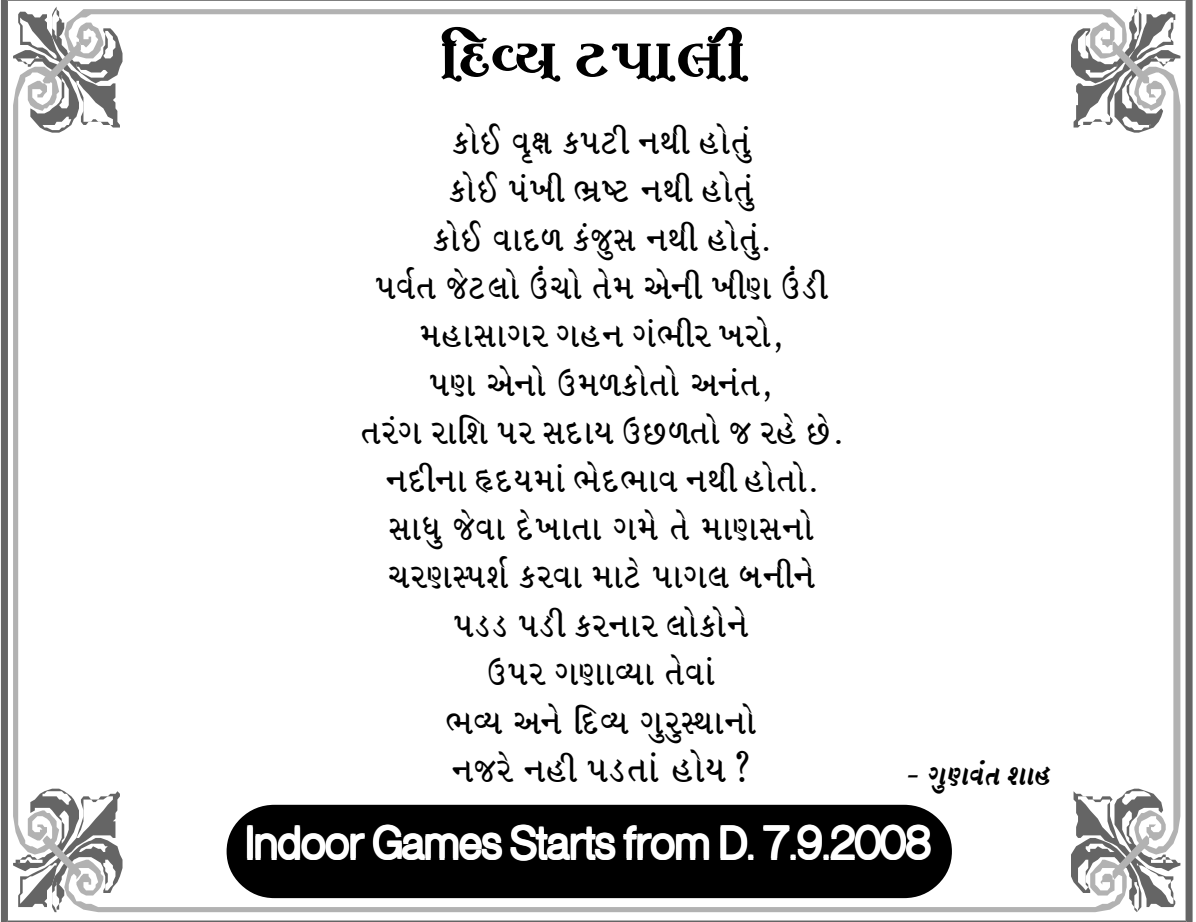 દિવ્ય ટપાલી
કોઈ વૃક્ષ કપટી નથી હોતું
કોઈ પંખી ભ્રષ્ટ નથી હોતું
કોઈ વાદળ કંજુસ નથી હોતું.
પર્વત જેટલો ઉંચો તેમ એની ખીણ ઉંડી
મહાસાગર ગહન ગંભીર ખરો,
પણ એનો ઉમળકોતો અનંત,
તરંગ રાશિ પર સદાય ઉછળતો જ રહે છે.
નદીના હૃદયમાં ભેદભાવ નથી હોતો.
સાધુ જેવા દેખાતા ગમે તે માણસનો
ચરણસ્પર્શ કરવા માટે પાગલ બનીને
પડડ પડી કરનાર લોકોને
ઉપર ગણાવ્યા તેવાં
ભવ્ય અને દિવ્ય ગુરુસ્થાનો
નજરે નહી પડતાં હોય ?
- ગુણવંત શાહ
Indoor Games Starts from D. 7.9.2008